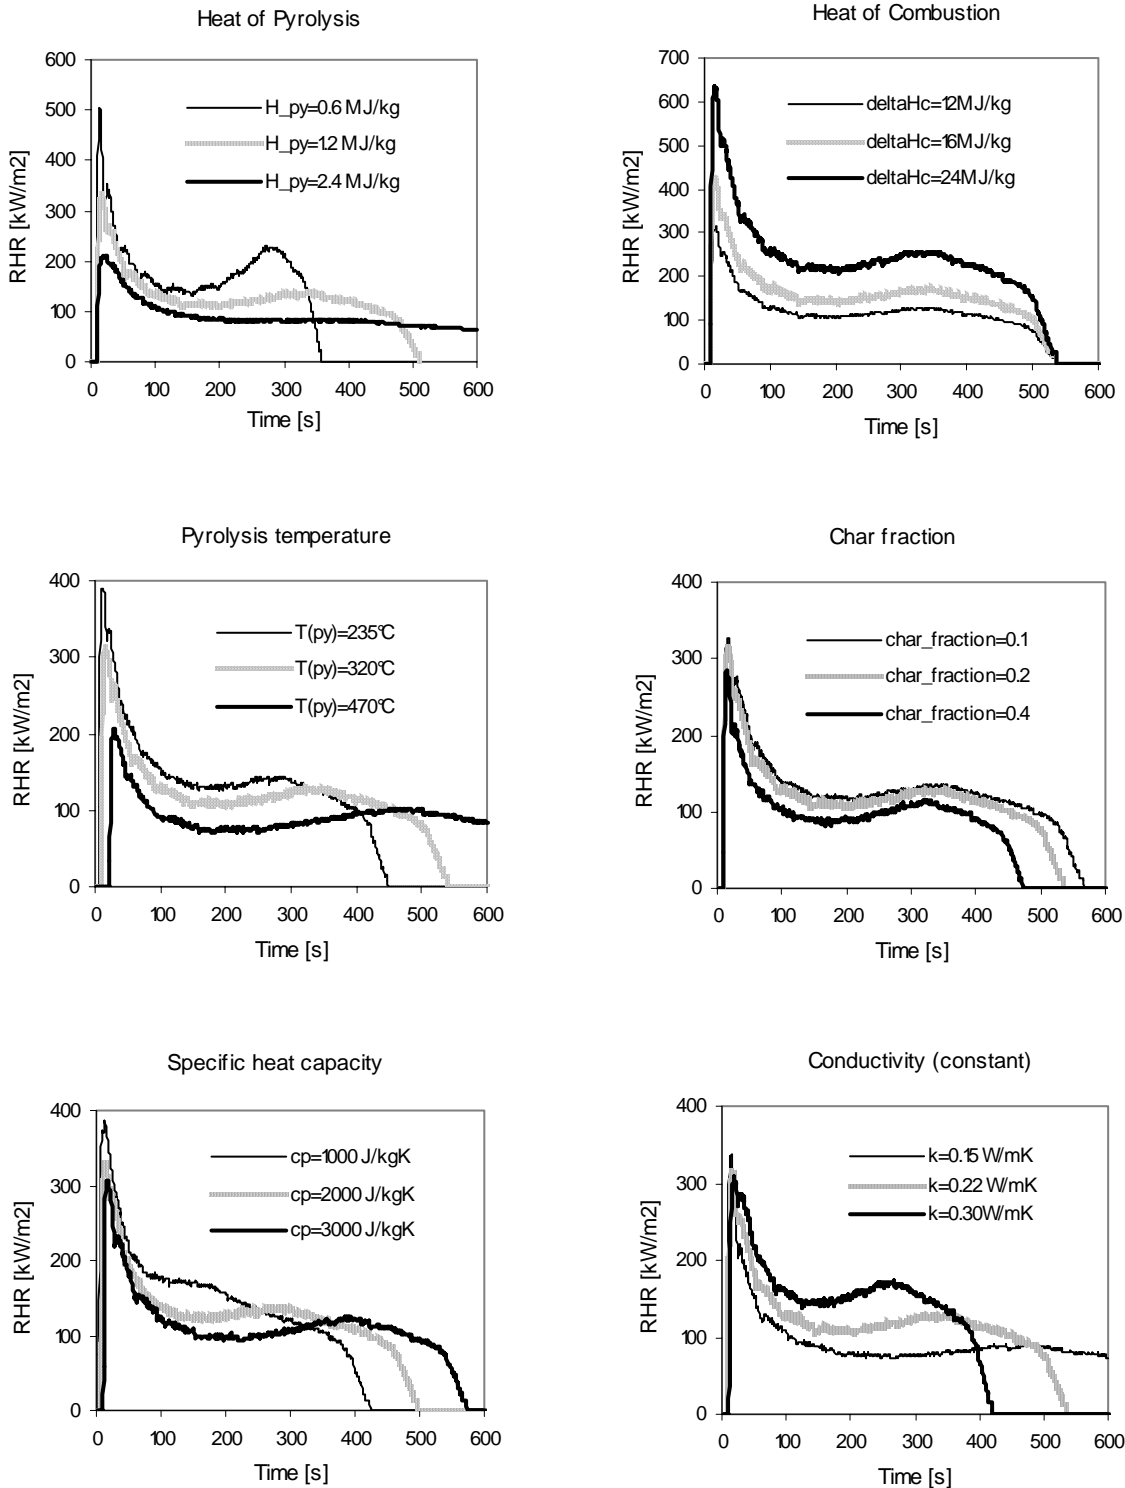 Heat of Pyrolysis
600
500
400
300
200
100
0
RHR [kW/m2]
H_py=0.6 MJ/kg
H_py=1.2 MJ/kg
H_py=2.4 MJ/kg
0 100 200 300 400 500 600
Time [s]
Heat of Combustion
700
600
500
400
300
200
100
0
RHR [kW/m2]
deltaHc=12MJ/kg
deltaHc=16MJ/kg
deltaHc=24MJ/kg
0 100 200 300 400 500 600
Time [s]
Pyrolysis temperature
400
300
200
100
0
RHR [kW/m2]
T(py)=235°C
T(py)=320°C
T(py)=470°C
0 100 200 300 400 500 600
Time [s]
Char fraction
400
300
200
100
0
RHR [kW/m2]
char_fraction=0.1
char_fraction=0.2
char_fraction=0.4
0 100 200 300 400 500 600
Time [s]
Specific heat capacity
400
300
200
100
0
RHR [kW/m2]
cp=1000 J/kgK
cp=2000 J/kgK
cp=3000 J/kgK
0 100 200 300 400 500 600
Time [s]
Conductivity (constant)
400
300
200
100
0
RHR [kW/m2]
k=0.15 W/mK
k=0.22 W/mK
k=0.30W/mK
0 100 200 300 400 500 600
Time [s]